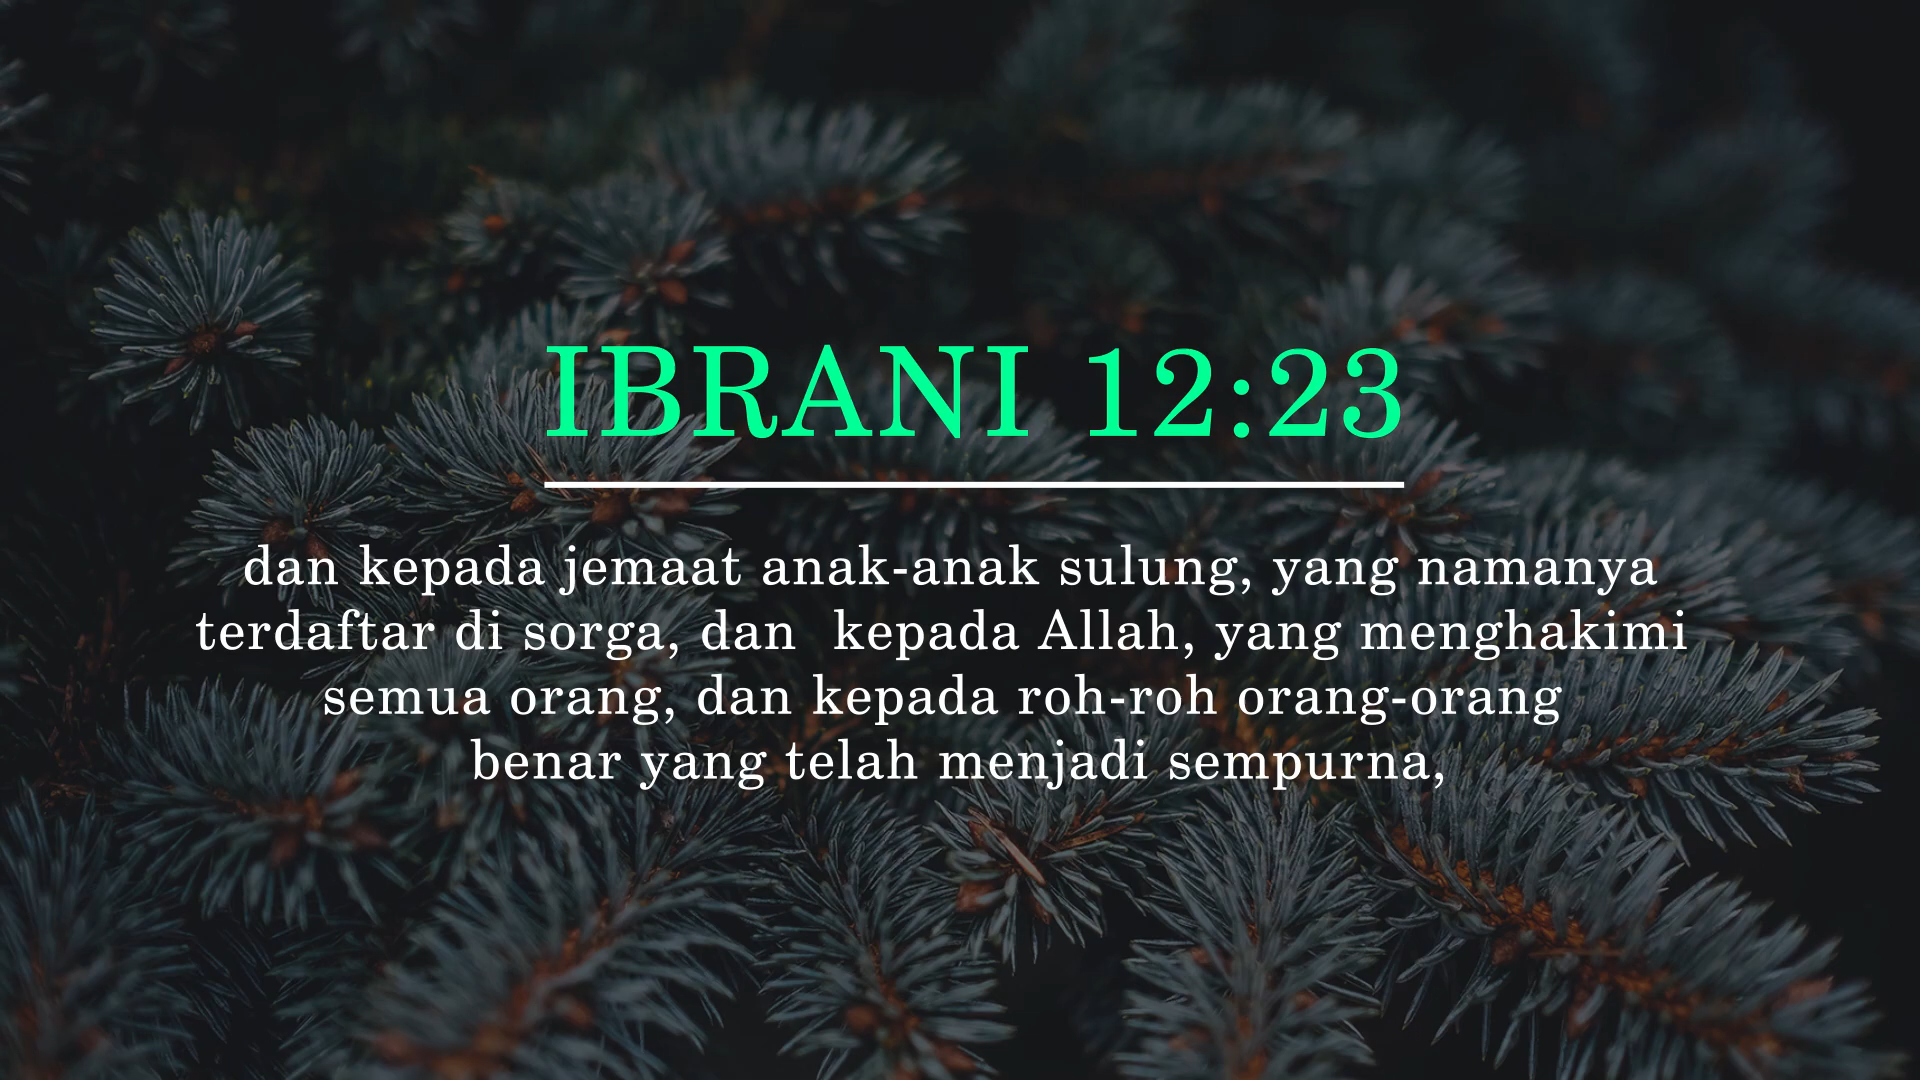 IBRANI 12:23
dan kepada jemaat anak-anak sulung, yang namanya
terdaftar di sorga, dan  kepada Allah, yang menghakimi
semua orang, dan kepada roh-roh orang-orang
benar yang telah menjadi sempurna,